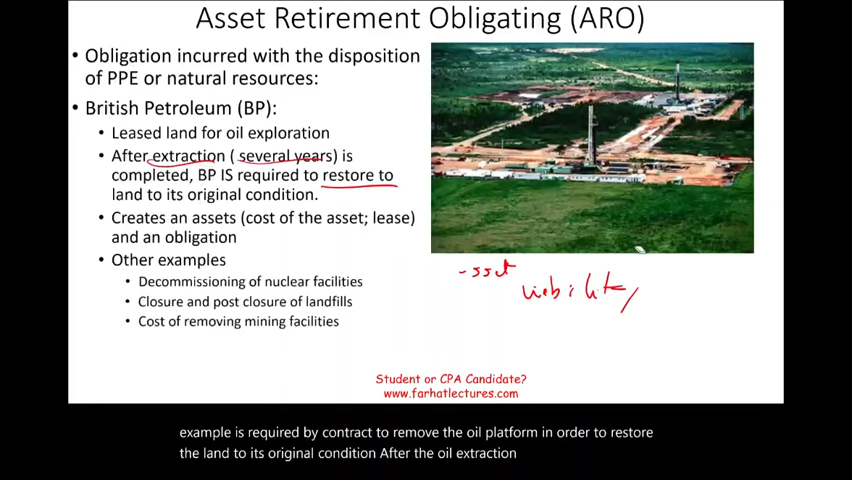 Asset Retirement Obligating (ARO)
• Obligation incurred with the disposition
of PPE or natural resources:
• British Petroleum (BP):
• Leased land for oil exploration
• After extraction ( several years) is
completed, BP IS required to restore to
land to its original condition.
• Creates an assets (cost of the asset; lease)
and an obligation
• Other examples
• Decommissioning of nuclear facilities
• Closure and post closure of landfills
• Cost of removing mining facilities
- asset
liability
Student or CPA Candidate?
www.farhatlectures.com
example is required by contract to remove the oil platform in order to restore
the land to its original condition After the oil extraction